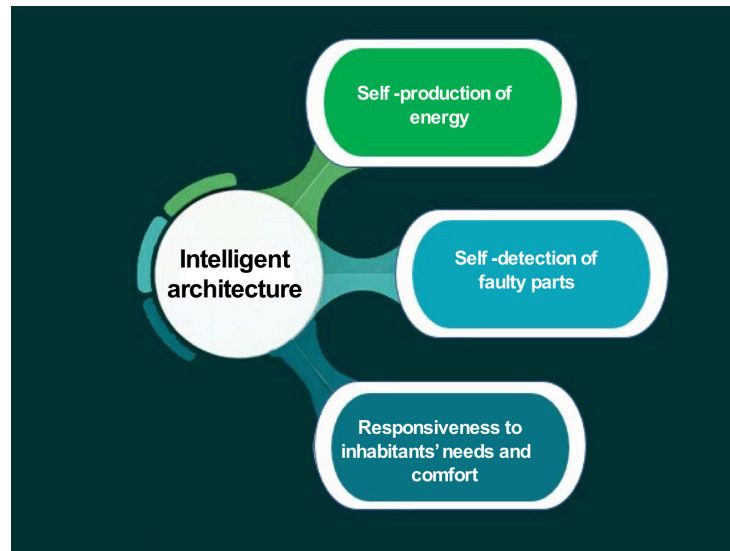 Self -production of
energy
Intelligent
architecture
Self -detection of
faulty parts
Responsiveness to
inhabitants’ needs and
comfort